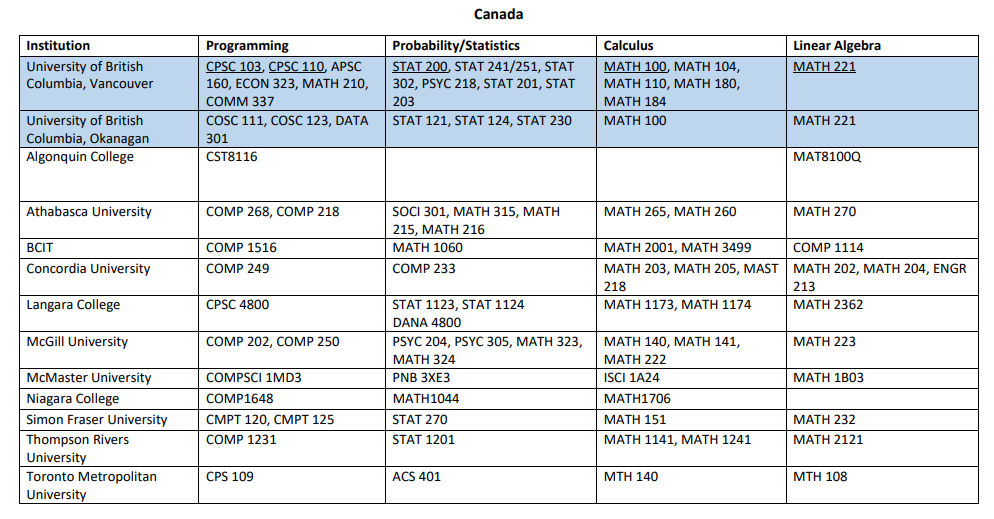 Canada
Institution Programming Probability/Statistics Calculus Linear Algebra
University of British Columbia, Vancouver CPSC 103, CPSC 110, APSC 160, ECON 323, MATH 210, COMM 337 STAT 200, STAT 241/251, STAT 302, PSYC 218, STAT 201, STAT 203 MATH 100, MATH 104, MATH 110, MATH 180, MATH 184 MATH 221
University of British Columbia, Okanagan COSC 111, COSC 123, DATA 301 STAT 121, STAT 124, STAT 230 MATH 100 MATH 221
Algonquin College CST8116 MAT8100Q
Athabasca University COMP 268, COMP 218 SOCI 301, MATH 315, MATH 215, MATH 216 MATH 265, MATH 260 MATH 270
BCIT COMP 1516 MATH 1060 MATH 2001, MATH 3499 COMP 1114
Concordia University COMP 249 COMP 233 MATH 203, MATH 205, MAST 218 MATH 202, MATH 204, ENGR 213
Langara College CPSC 4800 STAT 1123, STAT 1124 DANA 4800 MATH 1173, MATH 1174 MATH 2362
McGill University COMP 202, COMP 250 PSYC 204, PSYC 305, MATH 323, MATH 324 MATH 140, MATH 141, MATH 222 MATH 223
McMaster University COMPSCI 1MD3 PNB 3XE3 ISCI 1A24 MATH 1B03
Niagara College COMP1648 MATH1044 MATH1706
Simon Fraser University CMPT 120, CMPT 125 STAT 270 MATH 151 MATH 232
Thompson Rivers University COMP 1231 STAT 1201 MATH 1141, MATH 1241 MATH 2121
Toronto Metropolitan University CPS 109 ACS 401 MTH 140 MTH 108